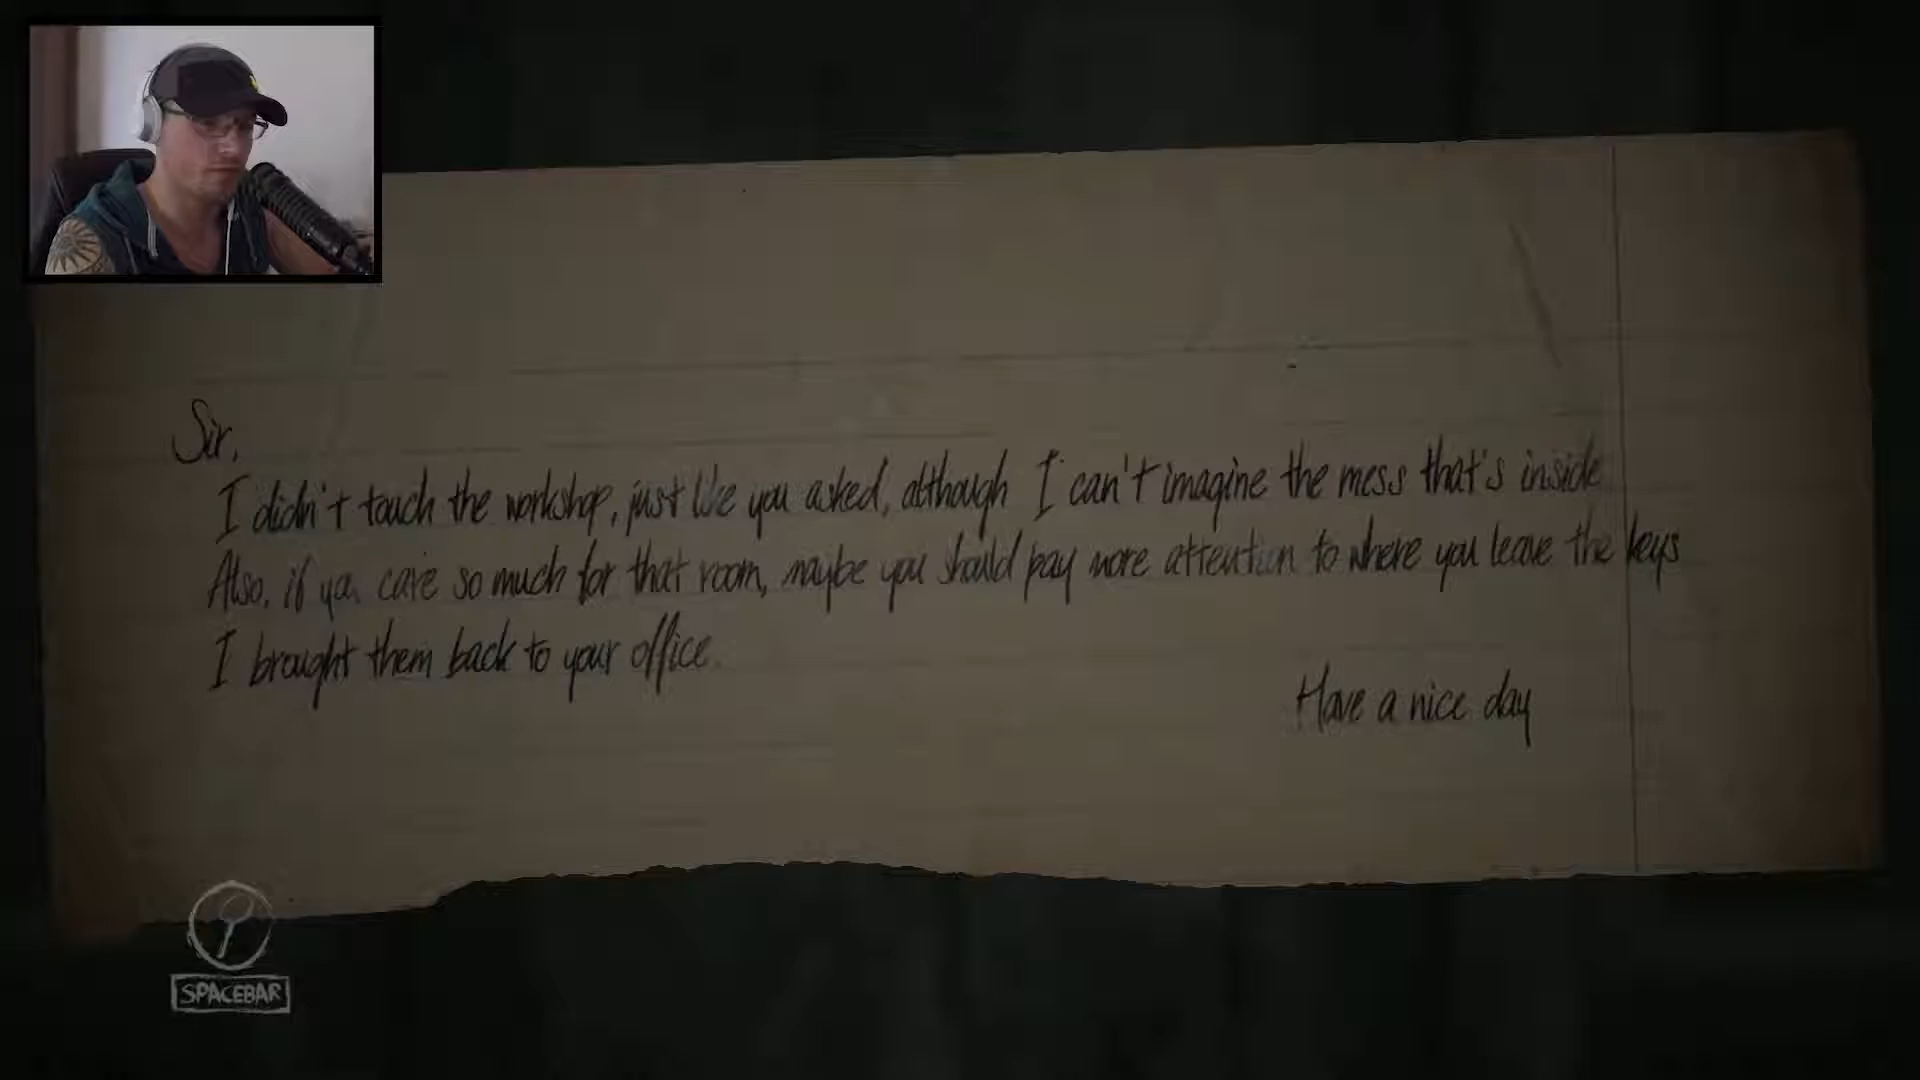 Sir,
I didn't touch the workshop, just like you asked, although I can't imagine the mess that's inside
Also, if you care so much for that room, maybe you should pay more attention to where you leave the keys
I brought them back to your office.
Have a nice day
SPACEBAR